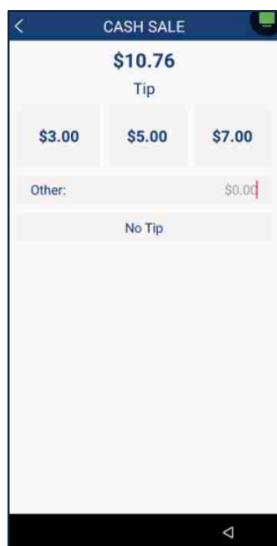 CASH SALE
$10.76
Tip
$3.00 $5.00 $7.00
Other: $0.00
No Tip